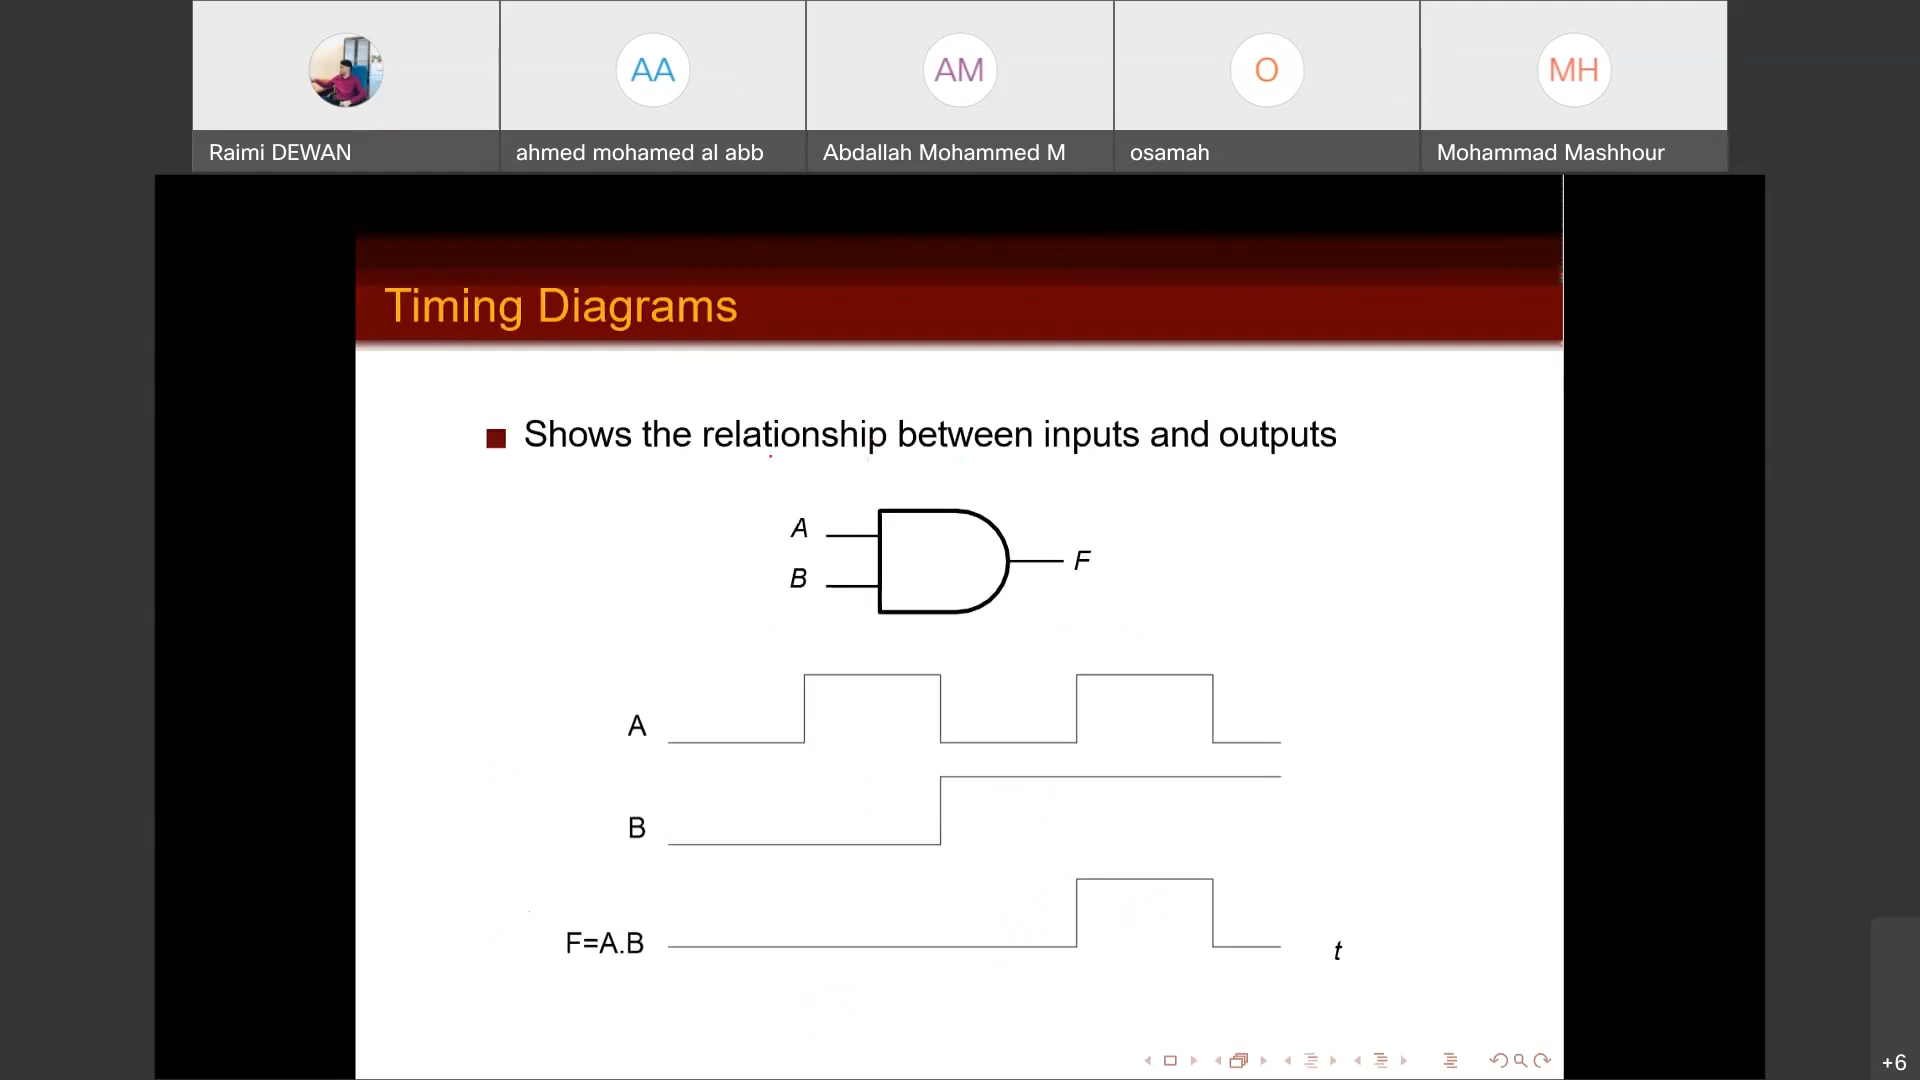 AA
AM
O
MH
Raimi DEWAN
ahmed mohamed al abb
Abdallah Mohammed M
osamah
Mohammad Mashhour
Timing Diagrams
Shows the relationship between inputs and outputs
A
B
F
A
B
F=A.B
t
+6